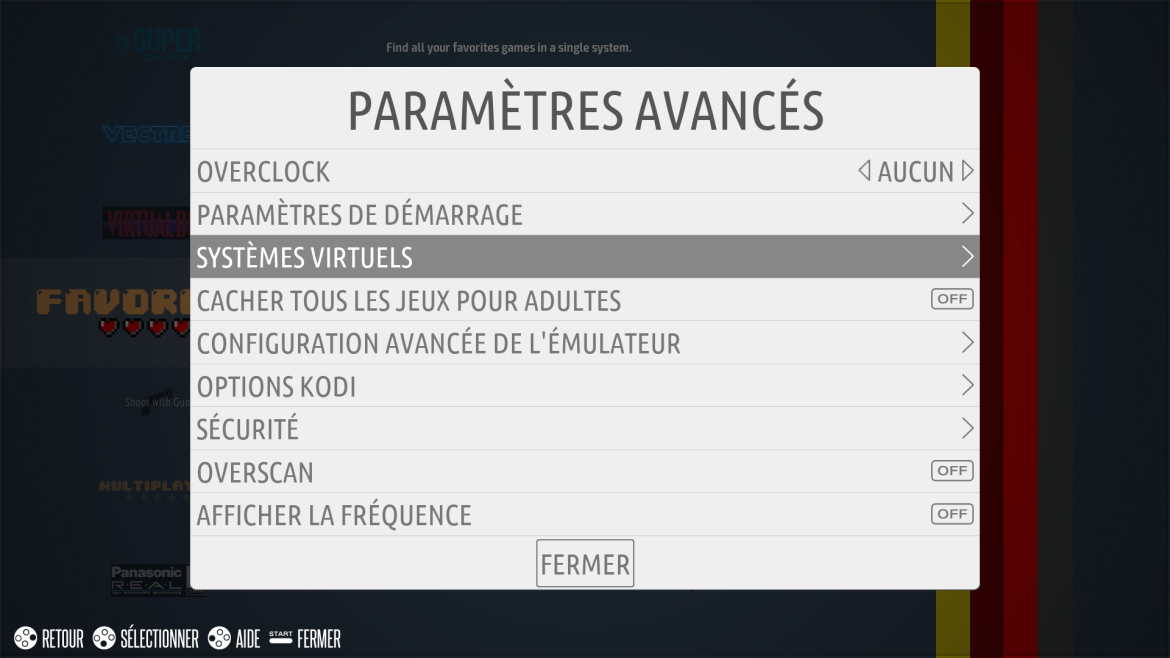 SUPER
Find all your favorites games in a single system.
PARAMÈTRES AVANCÉS
VECTRE
OVERCLOCK
AUCUN
VIRTUAL B
PARAMÈTRES DE DÉMARRAGE
SYSTÈMES VIRTUELS
FAVORI
CACHER TOUS LES JEUX POUR ADULTES
OFF
CONFIGURATION AVANCÉE DE L'ÉMULATEUR
OPTIONS KODI
Shoot with Gun
SÉCURITÉ
OVERSCAN
OFF
MULTIPLAY
AFFICHER LA FRÉQUENCE
OFF
FERMER
Panasonic
R·E·A·L
RETOUR SÉLECTIONNER AIDE START FERMER